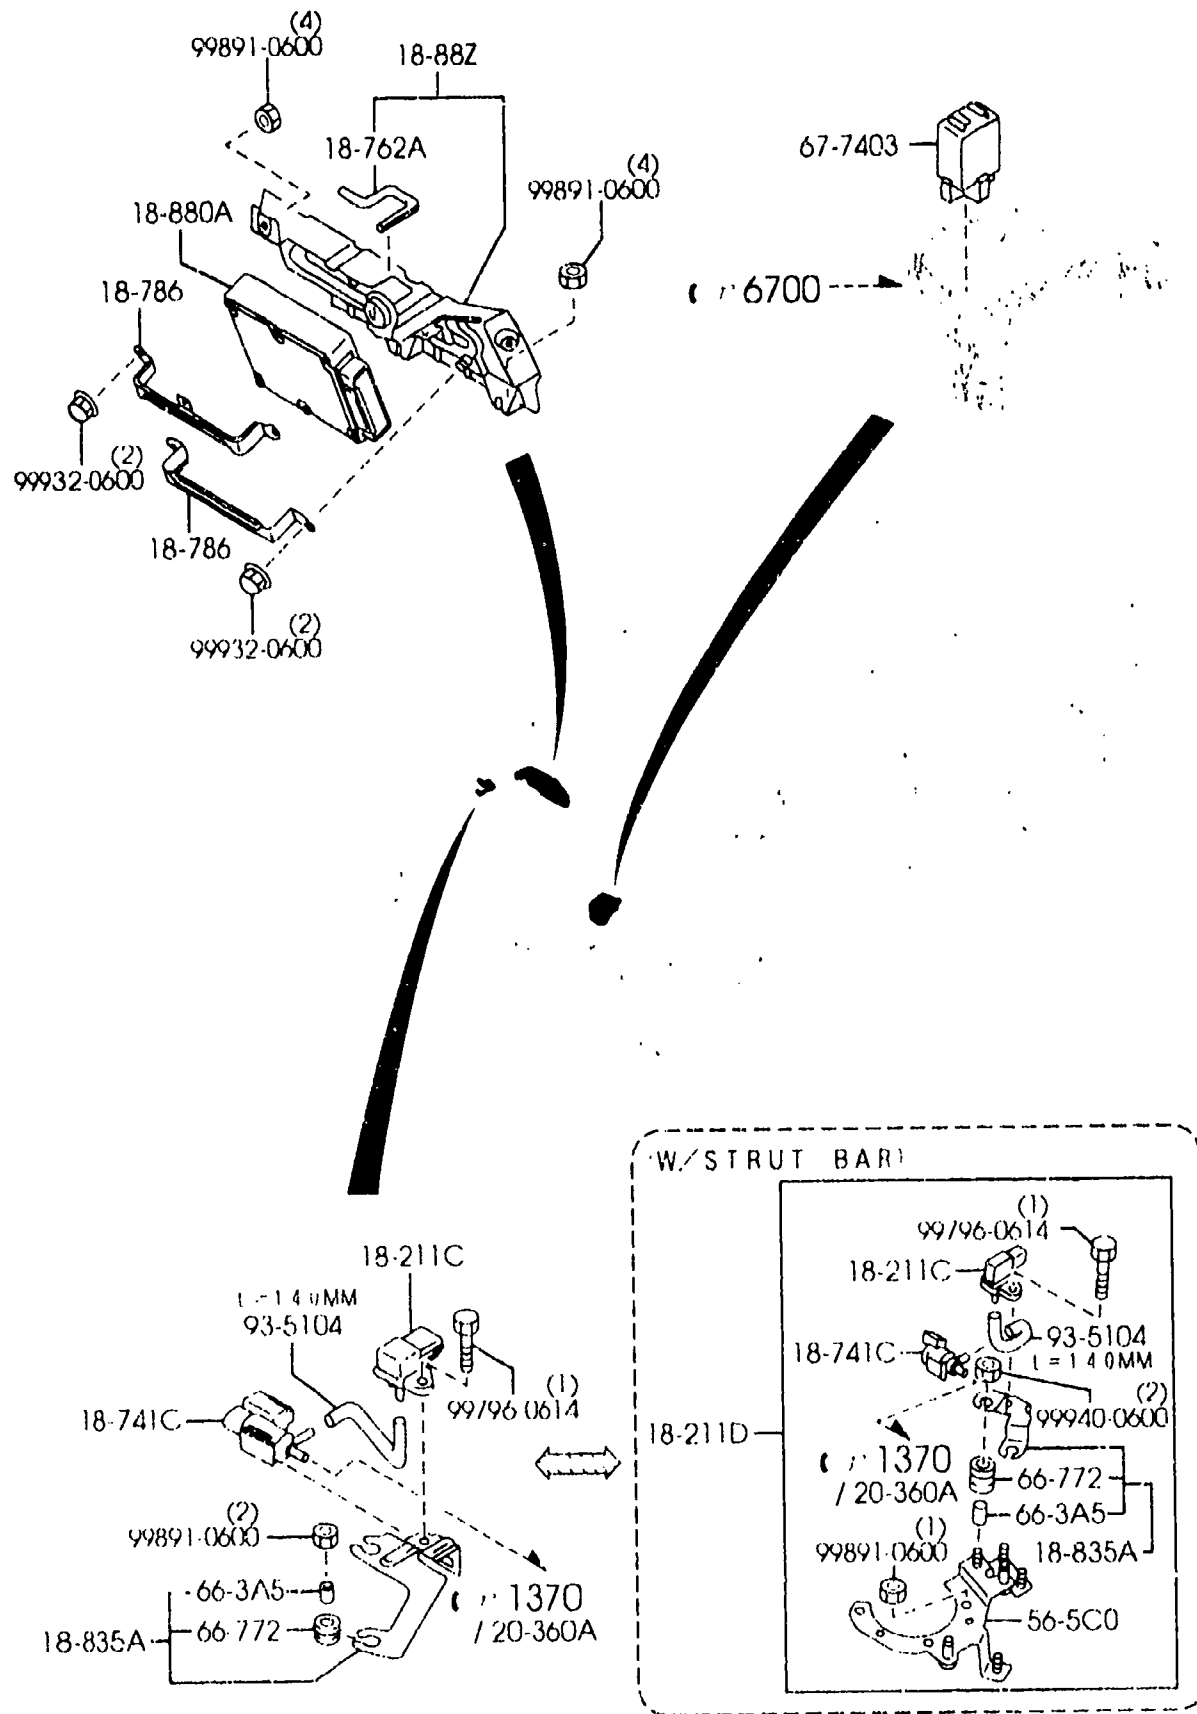 (4)
99891-0600
18-88Z
18-762A
67-7403
(4)
99891-0600
18-880A
18-786
6700
(2)
99932-0600
18-786
(2)
99932-0600
W/STRUT BAR)
(1)
99796-0614
18-211C
18-211C
L=140MM
93-5104
93-5104
L=140MM
18-741C
(1)
99796-0614
(2)
99940-0600
18-741C
18-211D
1370
/20-360A
66-772
66-3A5
(2)
99891-0600
(1)
99891-0600
18-835A
66-3A5
1370
/20-360A
66-772
18-835A
56-5C0